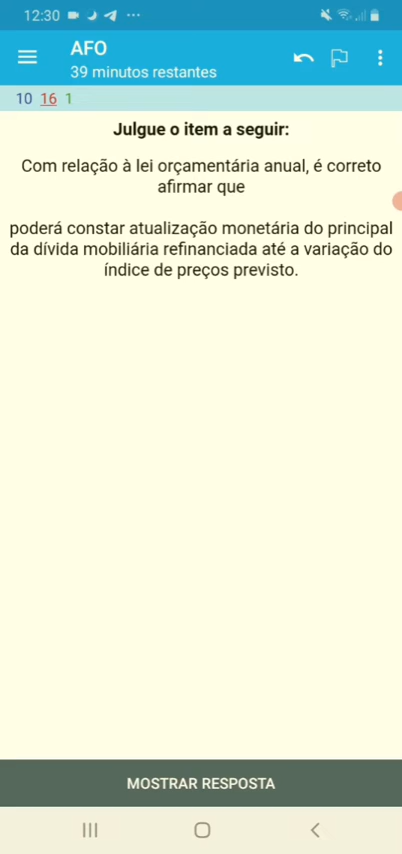 12:30
AFO
39 minutos restantes
10 16 1
Julgue o item a seguir:
Com relação à lei orçamentária anual, é correto
afirmar que
poderá constar atualização monetária do principal
da dívida mobiliária refinanciada até a variação do
índice de preços previsto.
MOSTRAR RESPOSTA